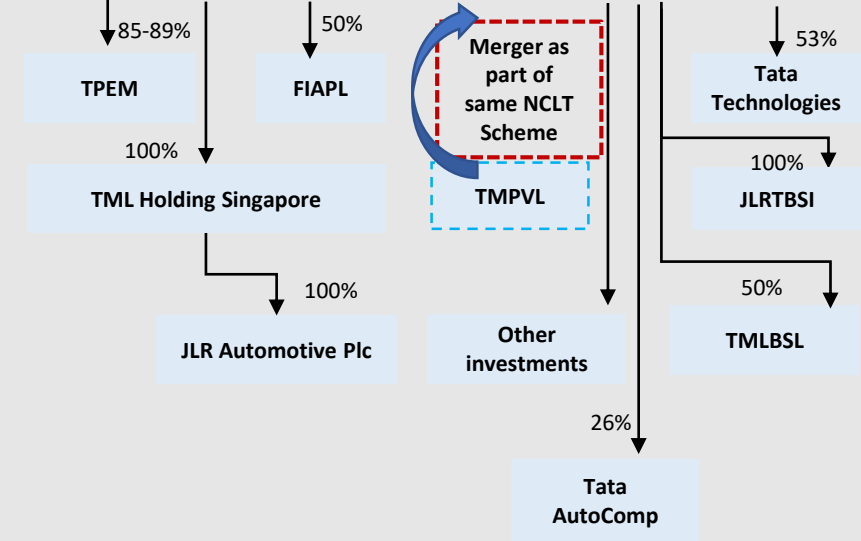 85-89%
50%
53%
TPEM
FIAPL
Merger as
part of
same NCLT
Scheme
Tata
Technologies
100%
TML Holding Singapore
TMPVL
100%
JLRTBSI
100%
JLR Automotive Plc
Other
investments
50%
TMLBSL
26%
Tata
AutoComp